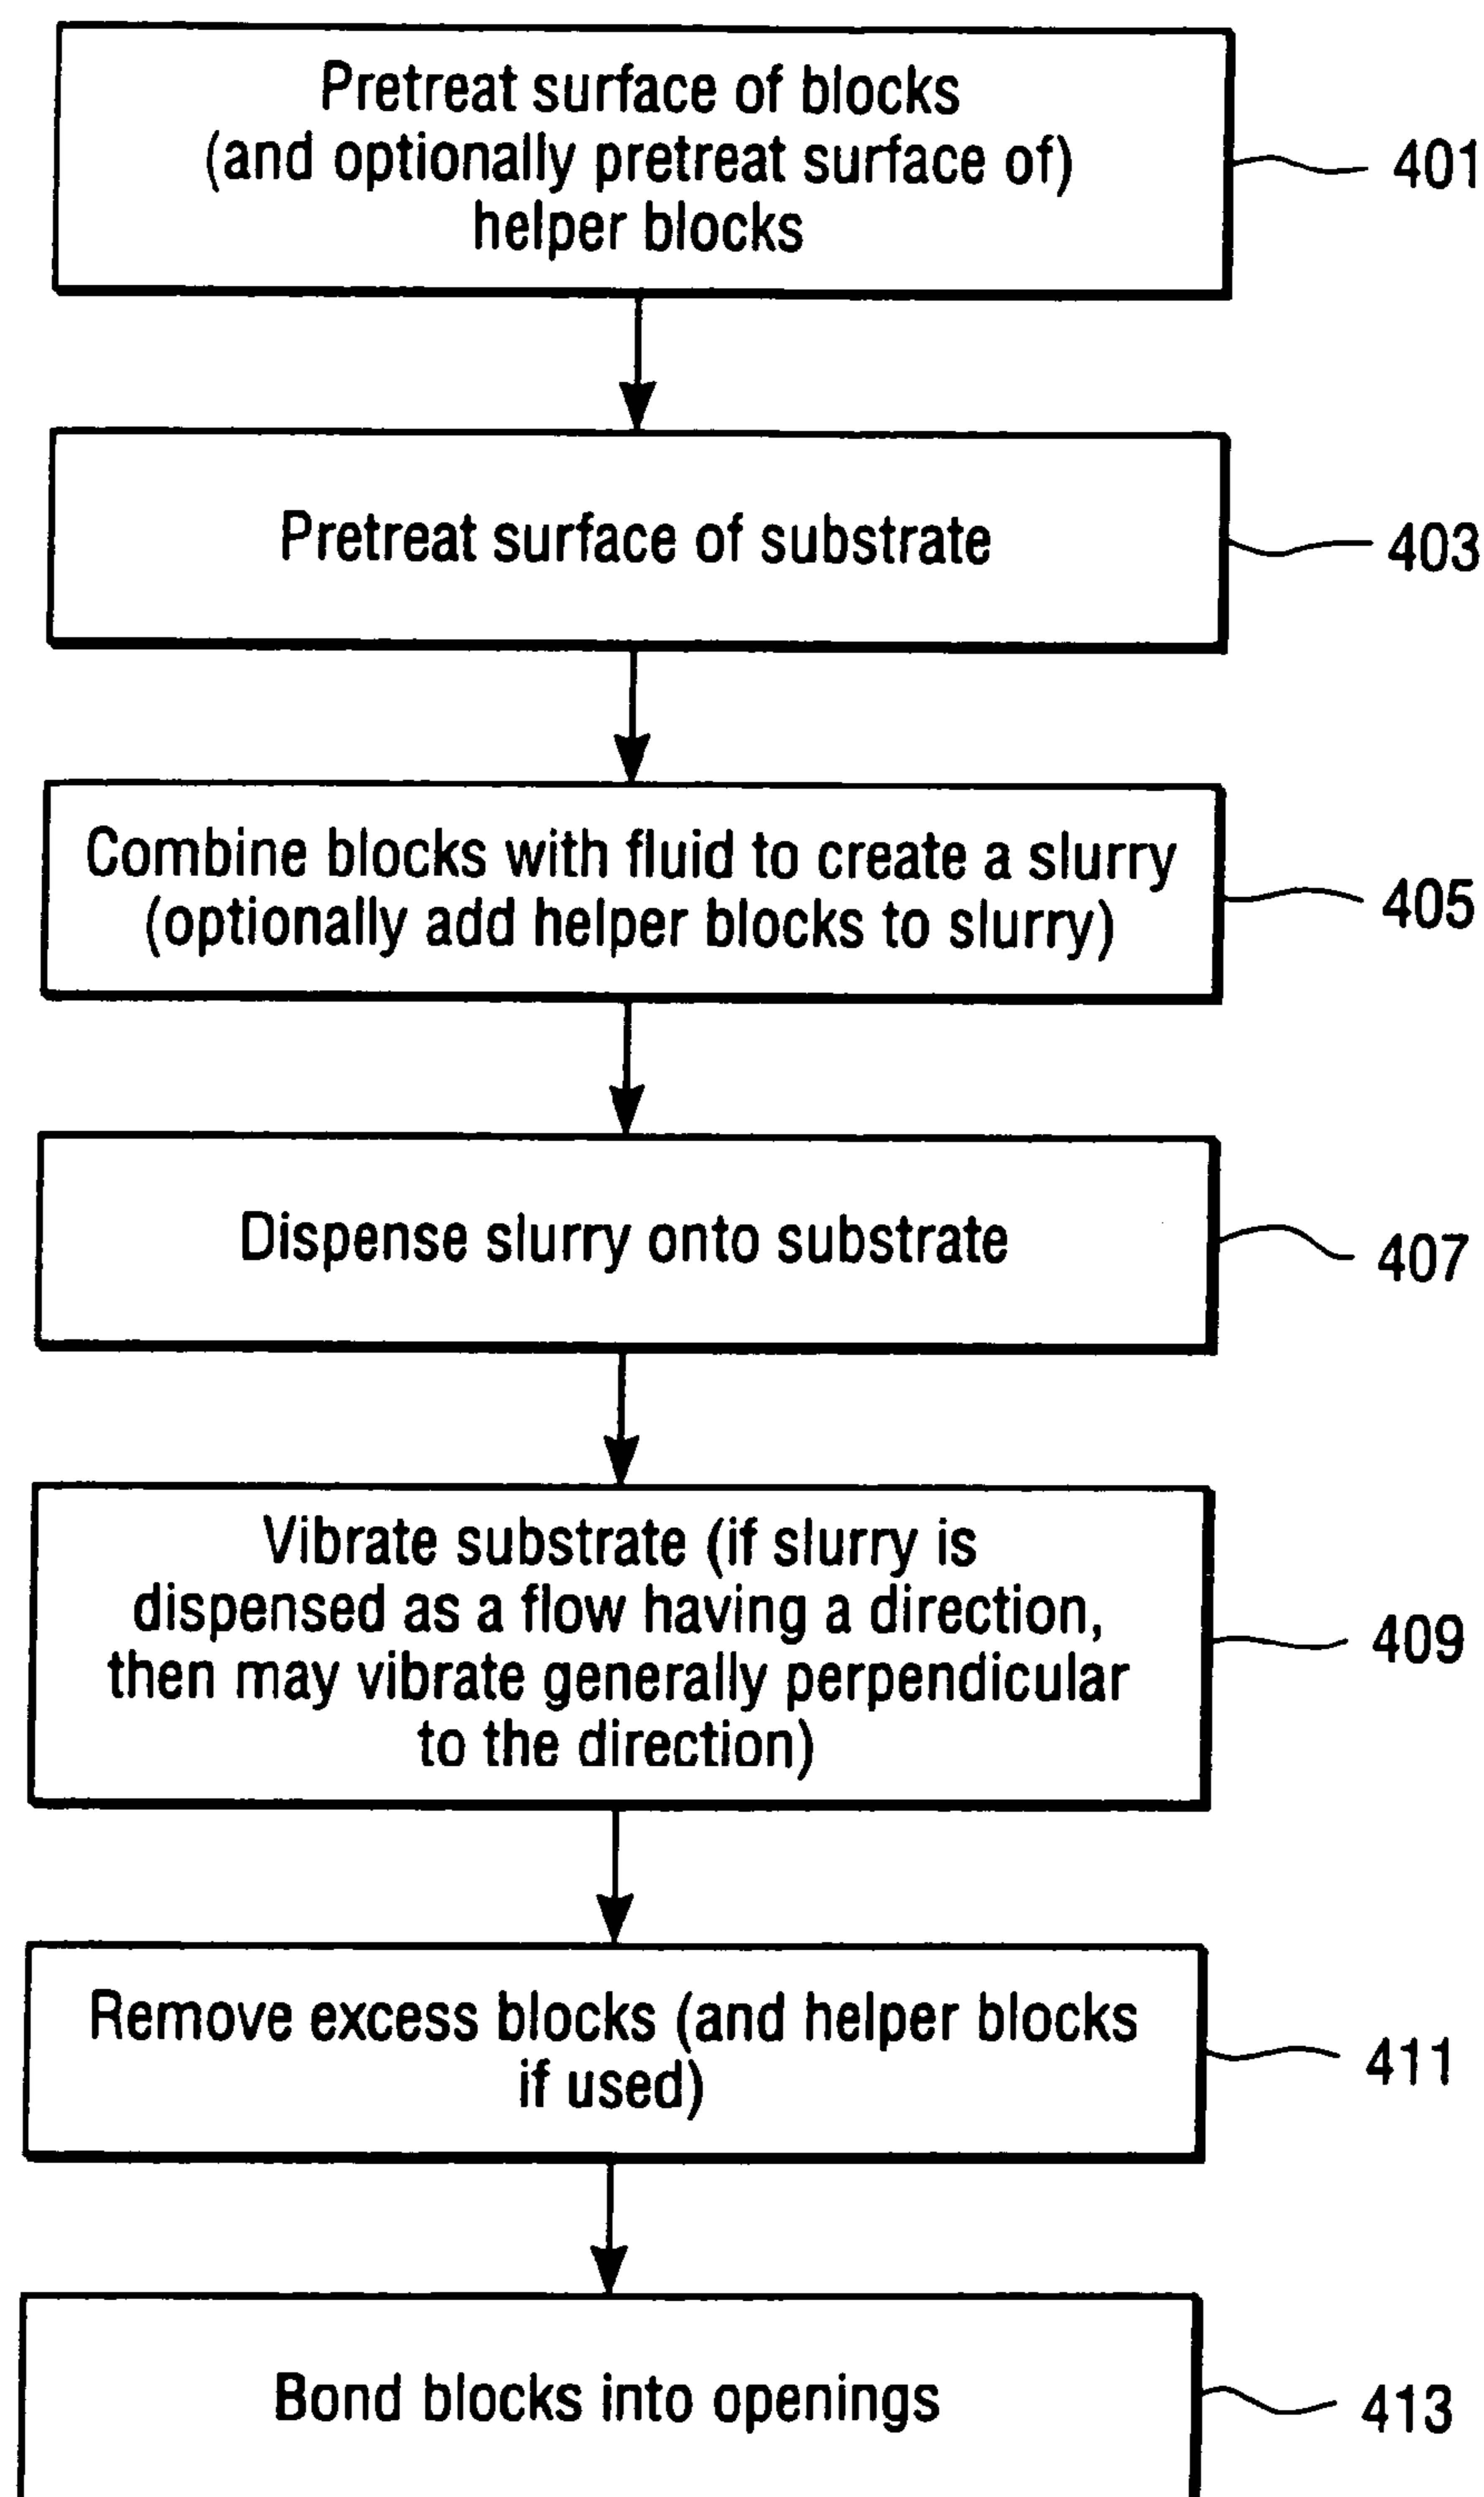 Pretreat surface of blocks
(and optionally pretreat surface of)
helper blocks
401
Pretreat surface of substrate
403
Combine blocks with fluid to create a slurry
(optionally add helper blocks to slurry)
405
Dispense slurry onto substrate
407
Vibrate substrate (if slurry is
dispensed as a flow having a direction,
then may vibrate generally perpendicular
to the direction)
409
Remove excess blocks (and helper blocks
if used)
411
Bond blocks into openings
413